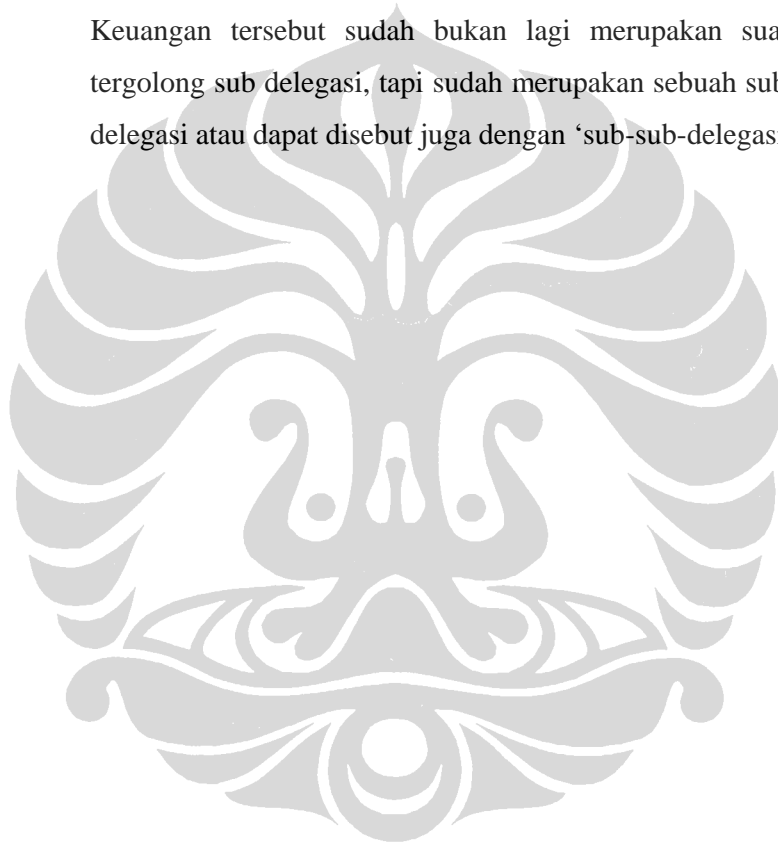 Keuangan tersebut sudah bukan lagi merupakan sua
tergolong sub delegasi, tapi sudah merupakan sebuah sub
delegasi atau dapat disebut juga dengan ‘sub-sub-delegas